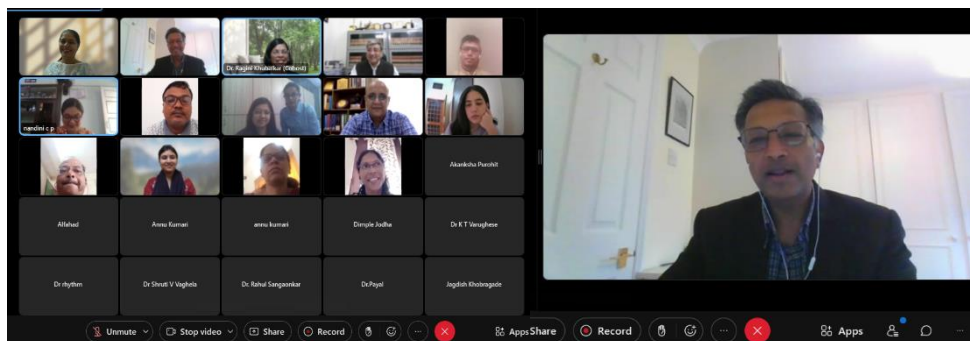 Dr. Ragini Khubalkar (Cohost)
nandini c p
Akanksha Purohit
Alfahad
Annu Kumari
annu kumari
Dimple Jodha
Dr K T Varughese
Dr rhythm
Dr Shruti V Vaghela
Dr. Rahul Sangaonkar
Dr.Payal
Jagdish Khobragade
Unmute
Stop video
Share
Record
Apps
Share
Record
Apps